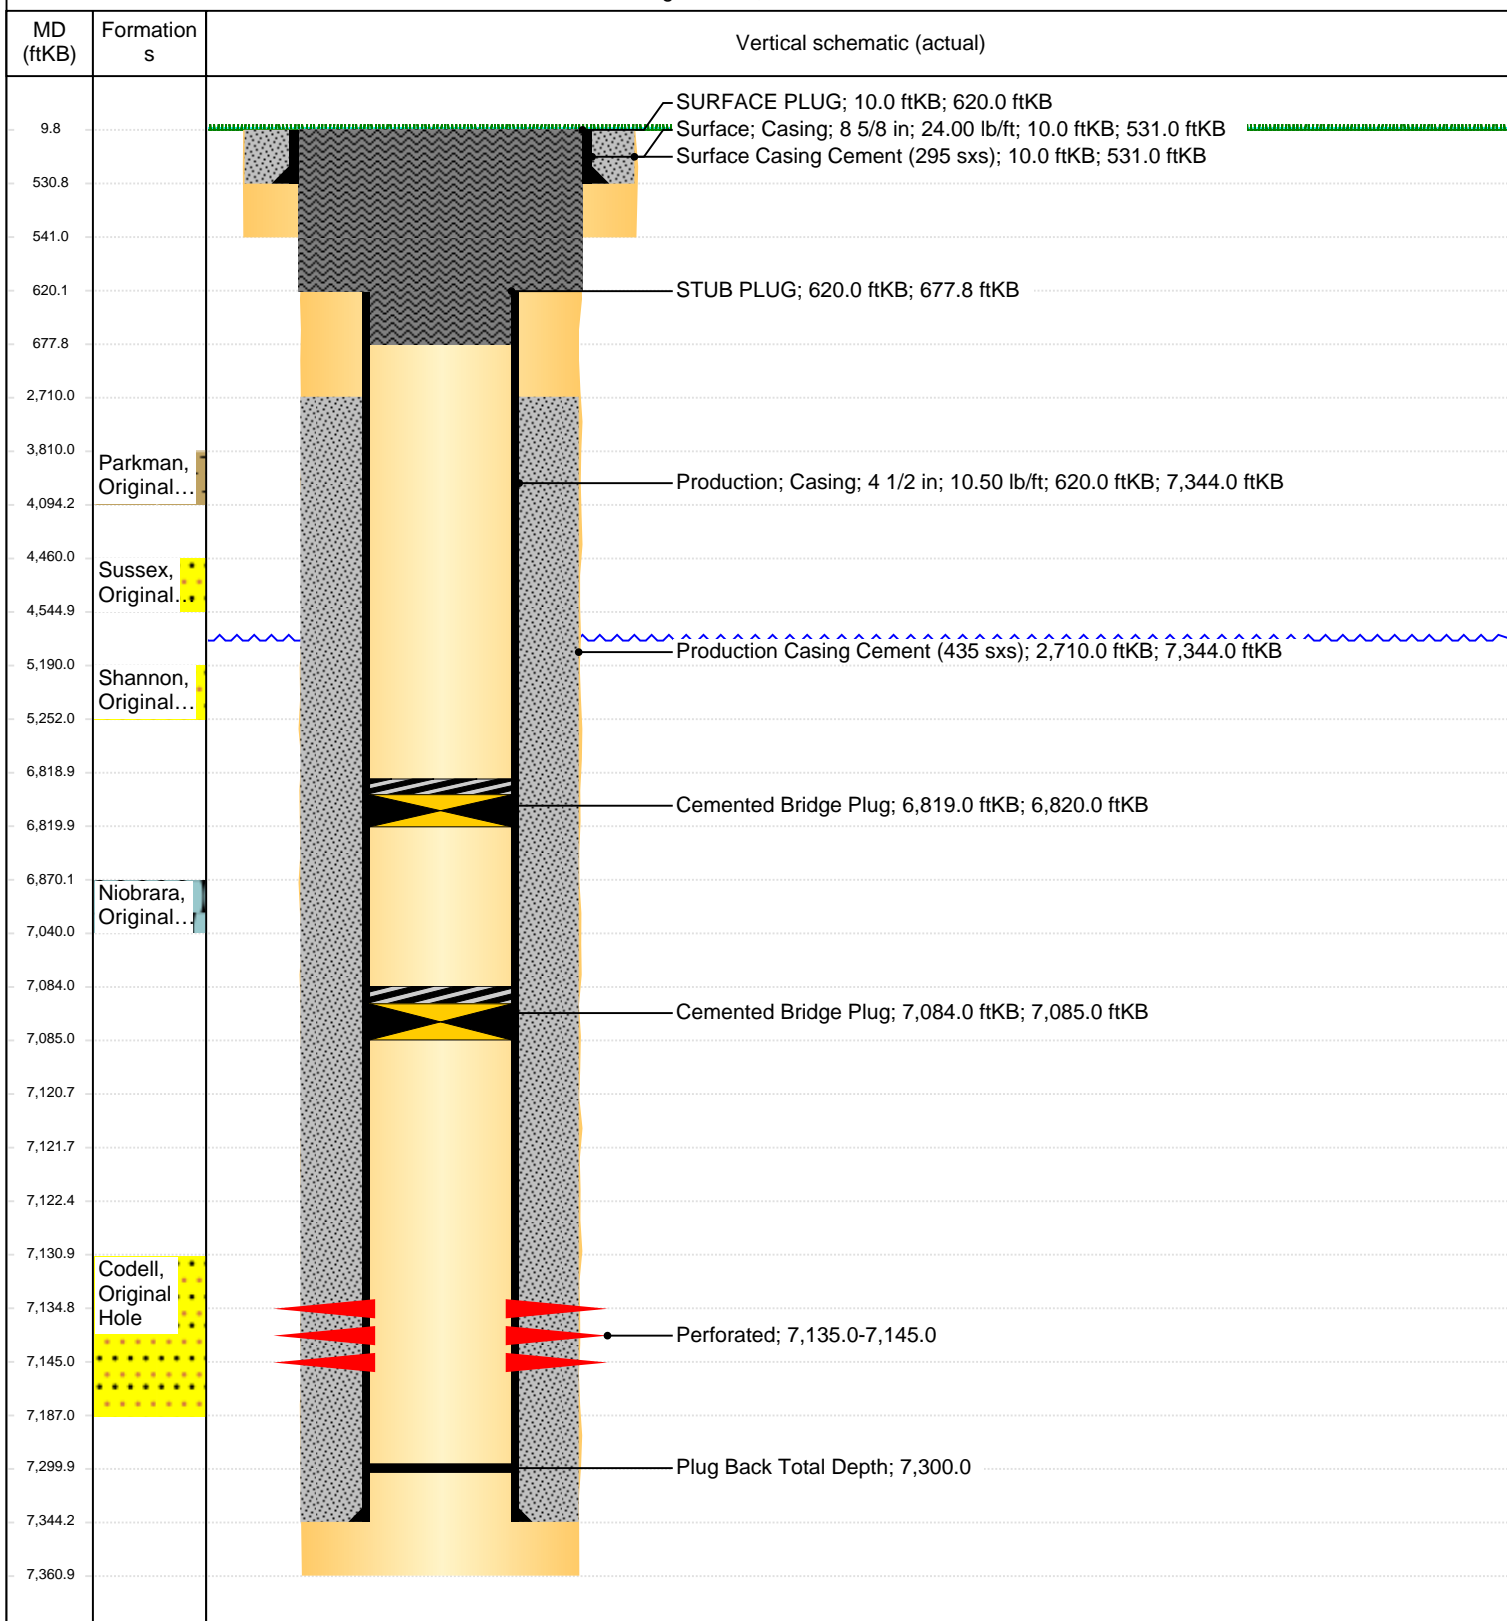 MD
(ftKB)
Formation
s
Vertical schematic (actual)
SURFACE PLUG; 10.0 ftKB; 620.0 ftKB
9.8
Surface; Casing; 8 5/8 in; 24.00 lb/ft; 10.0 ftKB; 531.0 ftKB
Surface Casing Cement (295 sxs); 10.0 ftKB; 531.0 ftKB
530.8
541.0
620.1
STUB PLUG; 620.0 ftKB; 677.8 ftKB
677.8
2,710.0
3,810.0
Parkman,
Original...
Production; Casing; 4 1/2 in; 10.50 lb/ft; 620.0 ftKB; 7,344.0 ftKB
4,094.2
4,460.0
Sussex,
Original...
4,544.9
Production Casing Cement (435 sxs); 2,710.0 ftKB; 7,344.0 ftKB
5,190.0
Shannon,
Original...
5,252.0
6,818.9
Cemented Bridge Plug; 6,819.0 ftKB; 6,820.0 ftKB
6,819.9
6,870.1
Niobrara,
Original...
7,040.0
7,084.0
Cemented Bridge Plug; 7,084.0 ftKB; 7,085.0 ftKB
7,085.0
7,120.7
7,121.7
7,122.4
7,130.9
Codell,
Original
Hole
7,134.8
Perforated; 7,135.0-7,145.0
7,145.0
7,187.0
7,299.9
Plug Back Total Depth; 7,300.0
7,344.2
7,360.9